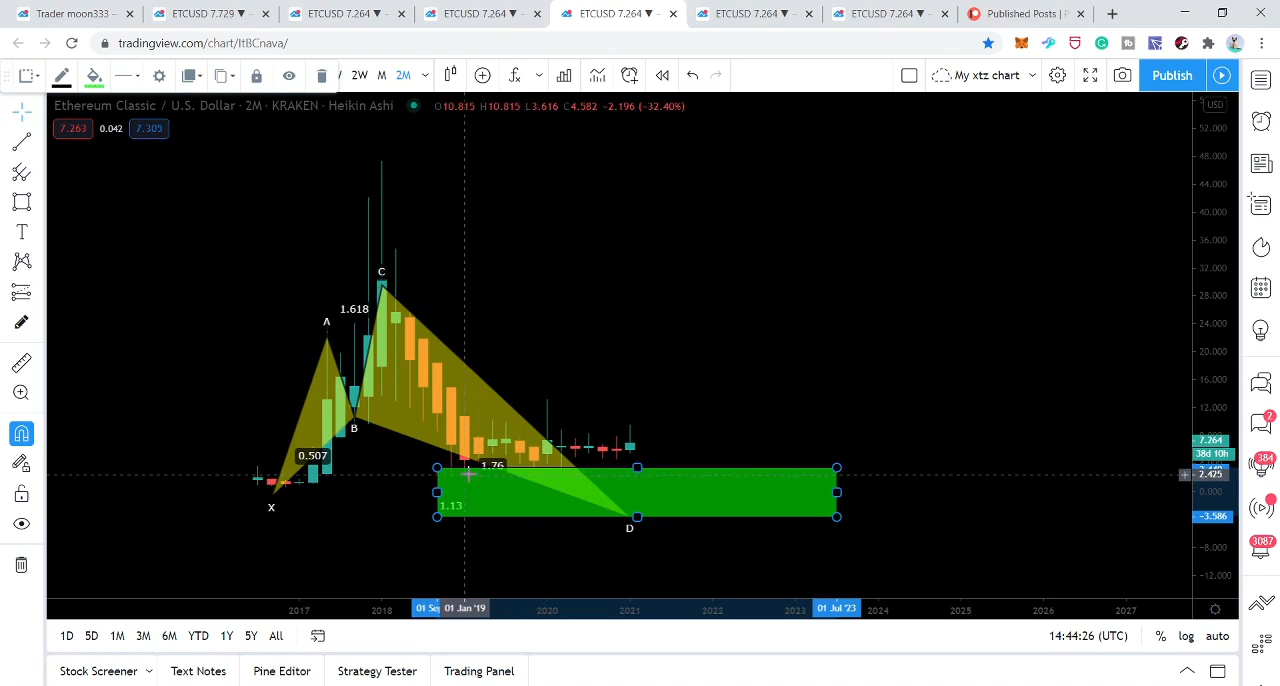 Trader moon333 —
ETCUSD 7.729 ▼
ETCUSD 7.264 ▼ –
ETCUSD 7.264 ▼ –
ETCUSD 7.264 ▼ –
ETCUSD 7.264 ▼ –
ETCUSD 7.264 ▼ –
Published Posts | P
tradingview.com/chart/ItBCnava/
2W M 2M
My xtz chart
Publish
Ethereum Classic / U.S. Dollar · 2M · KRAKEN · Heikin Ashi
O10.815 H10.815 L3.616 C4.582 −2.196 (−32.40%)
USD
7.263 0.042 7.305
52.000
48.000
44.000
40.000
36.000
32.000
28.000
24.000
20.000
16.000
12.000
7.264
38d 10h
2.425
0.000
−3.586
−8.000
−12.000
C
1.618
A
B
0.507
1.76
X
1.13
D
2
384
3087
2017 2018 01 Sep 01 Jan '19 2020 2021 2022 2023 01 Jul '23 2024 2025 2026 2027
1D 5D 1M 3M 6M YTD 1Y 5Y All
14:44:26 (UTC) % log auto
Stock Screener Text Notes Pine Editor Strategy Tester Trading Panel